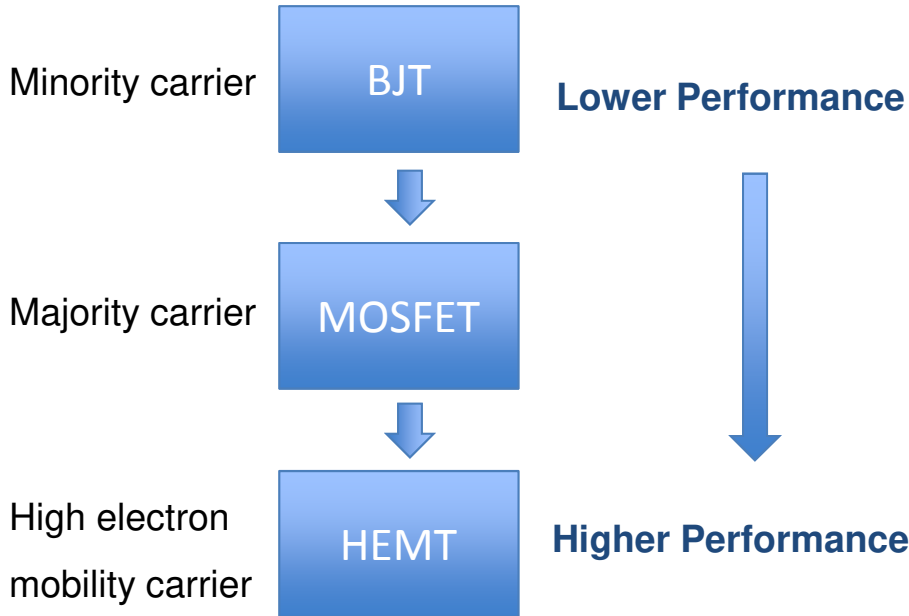 Minority carrier
BJT
Lower Performance
Majority carrier
MOSFET
High electron
mobility carrier
HEMT
Higher Performance